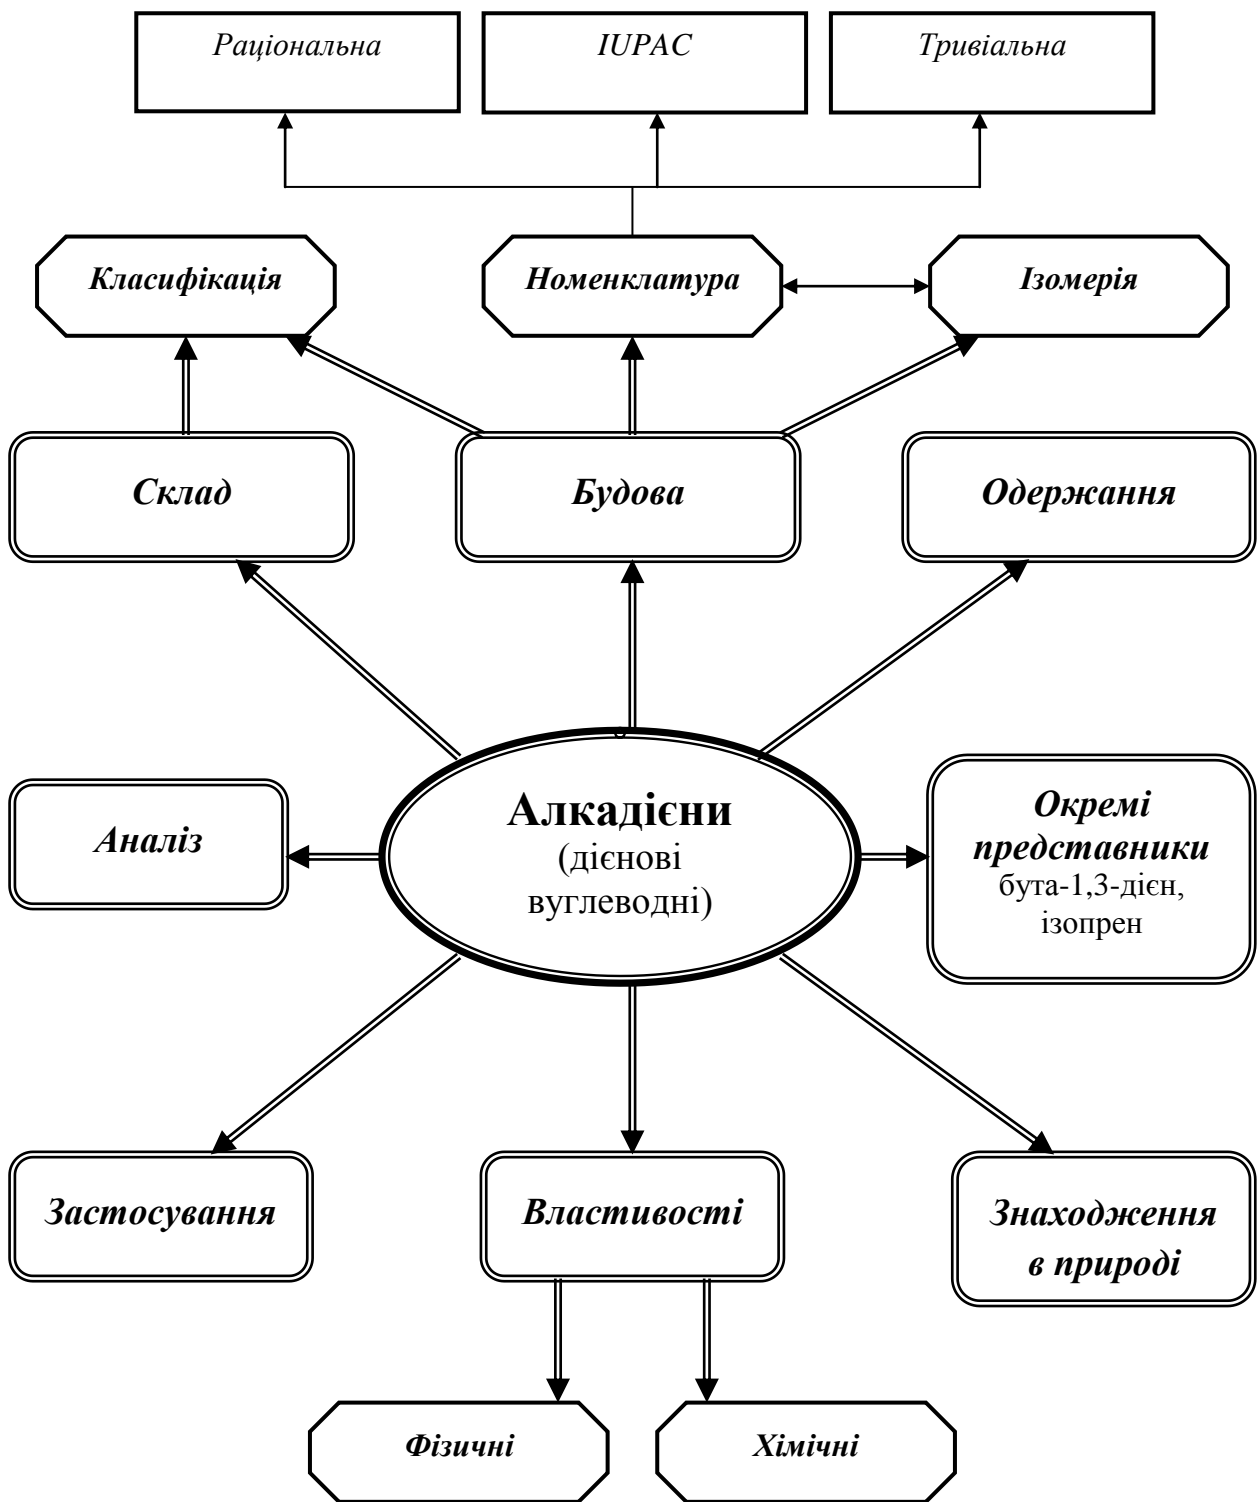 Раціональна
IUPAC
Тривіальна
Класифікація
Номенклатура
Ізомерія
Склад
Будова
Одержання
Аналіз
Алкадієни
(дієнові
вуглеводні)
Окремі
представники
бута-1,3-дієн,
ізопрен
Застосування
Властивості
Знаходження
в природі
Фізичні
Хімічні